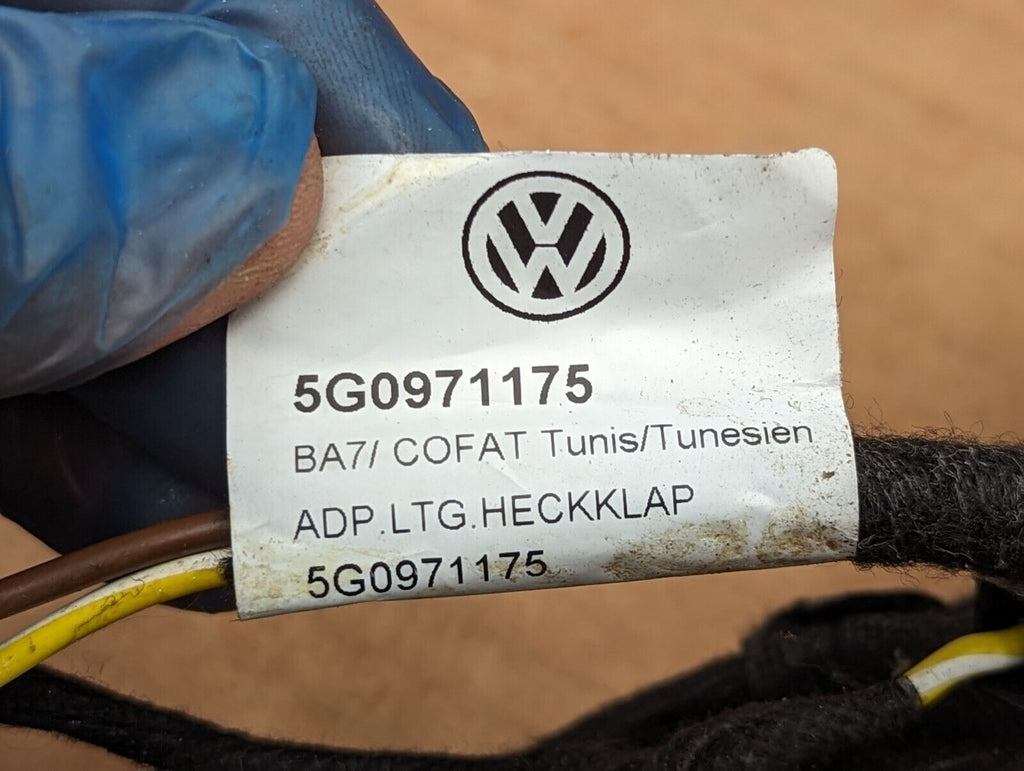 5G0971175
BA7/ COFAT Tunis/Tunesien
ADP.LTG.HECKKLAP
5G0971175